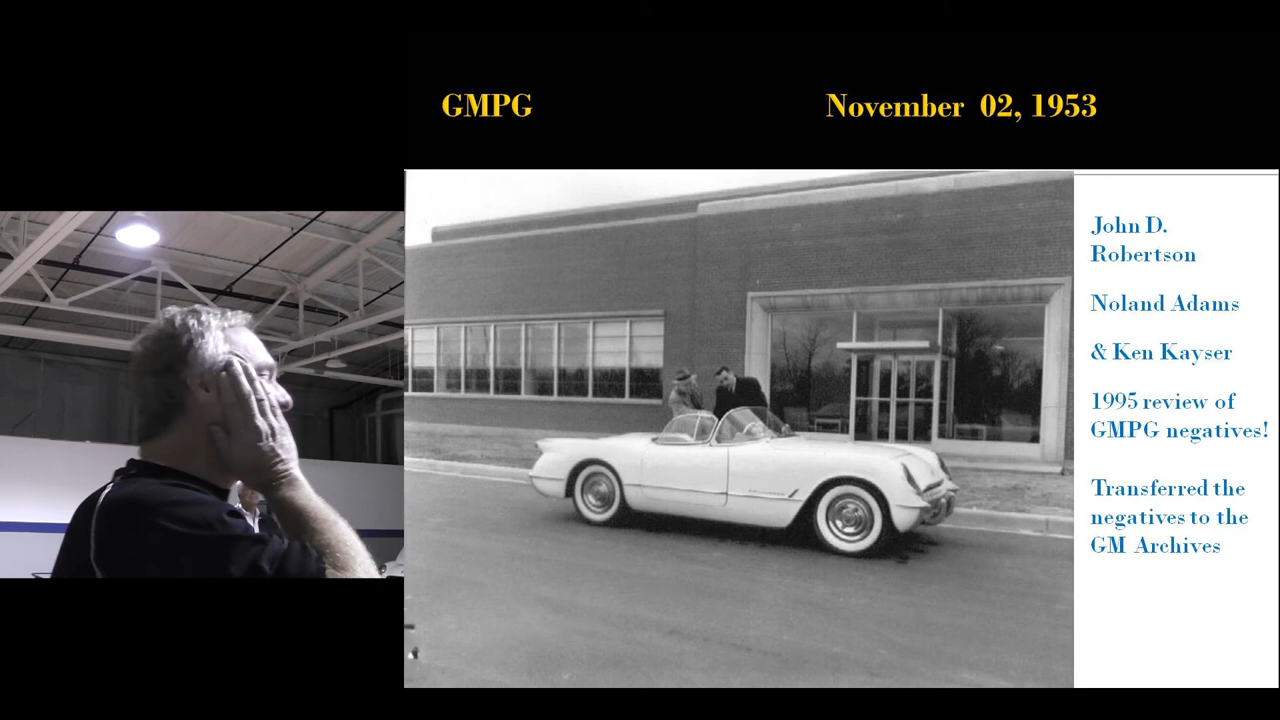 GMPG
November 02, 1953
John D.
Robertson
Noland Adams
& Ken Kayser
1995 review of
GMPG negatives!
Transferred the
negatives to the
GM Archives